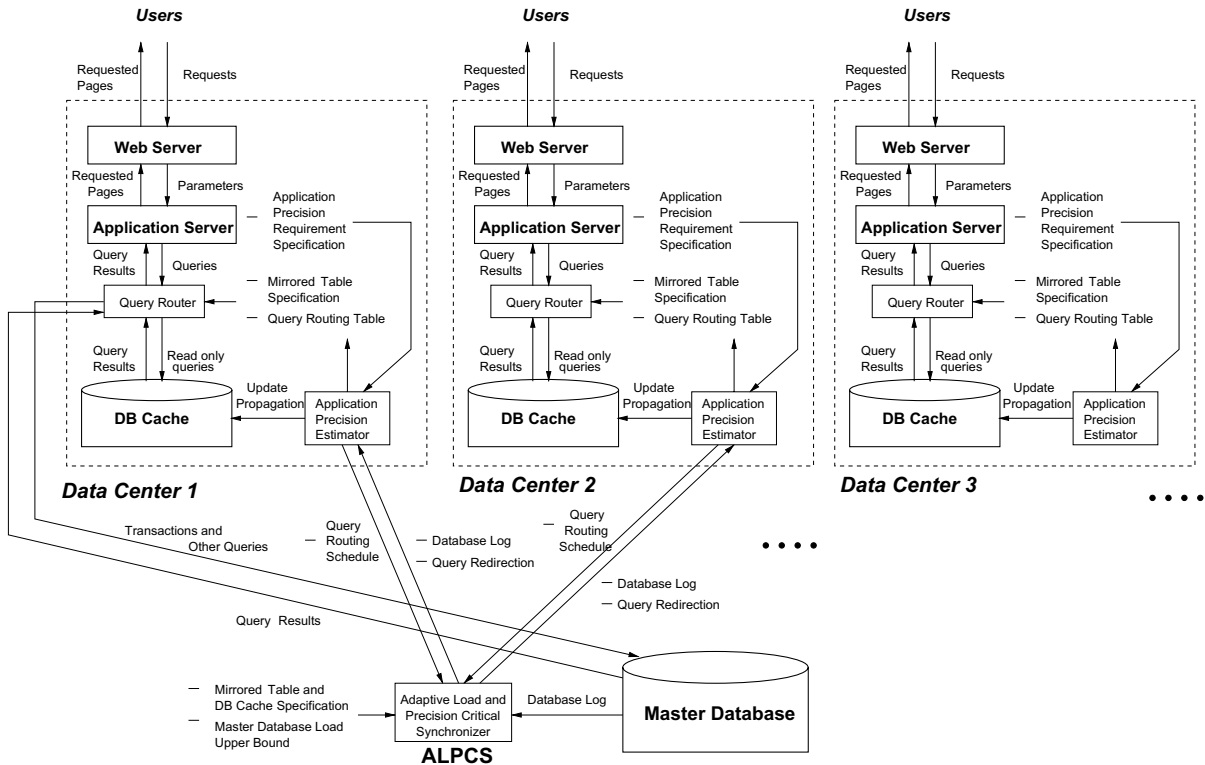 Users
Requested
Pages
Requests
Web Server
Requested
Pages
Parameters
Application Server
— Application
Precision
Requirement
Specification
Query
Results
Queries
Query Router
— Mirrored Table
Specification
— Query Routing Table
Query
Results
Read only
queries
DB Cache
Update
Propagation
Application
Precision
Estimator
Data Center 1
Users
Requested
Pages
Requests
Web Server
Requested
Pages
Parameters
Application Server
— Application
Precision
Requirement
Specification
Query
Results
Queries
Query Router
— Mirrored Table
Specification
— Query Routing Table
Query
Results
Read only
queries
DB Cache
Update
Propagation
Application
Precision
Estimator
Data Center 2
Users
Requested
Pages
Requests
Web Server
Requested
Pages
Parameters
Application Server
— Application
Precision
Requirement
Specification
Query
Results
Queries
Query Router
— Mirrored Table
Specification
— Query Routing Table
Query
Results
Read only
queries
DB Cache
Update
Propagation
Application
Precision
Estimator
Data Center 3
• • • •
• • • •
Transactions and
Other Queries
— Query
Routing
Schedule
— Database Log
— Query Redirection
— Query
Routing
Schedule
— Database Log
— Query Redirection
Query Results
— Mirrored Table and
DB Cache Specification
— Master Database Load
Upper Bound
Adaptive Load and
Precision Critical
Synchronizer
ALPCS
Database Log
Master Database